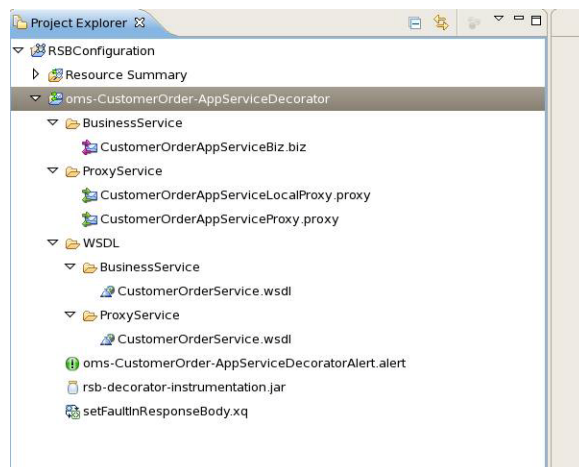 Project Explorer
RSBConfiguration
Resource Summary
oms-CustomerOrder-AppServiceDecorator
BusinessService
CustomerOrderAppServiceBiz.biz
ProxyService
CustomerOrderAppServiceLocalProxy.proxy
CustomerOrderAppServiceProxy.proxy
WSDL
BusinessService
CustomerOrderService.wsdl
ProxyService
CustomerOrderService.wsdl
oms-CustomerOrder-AppServiceDecoratorAlert.alert
rsb-decorator-instrumentation.jar
setFaultInResponseBody.xq